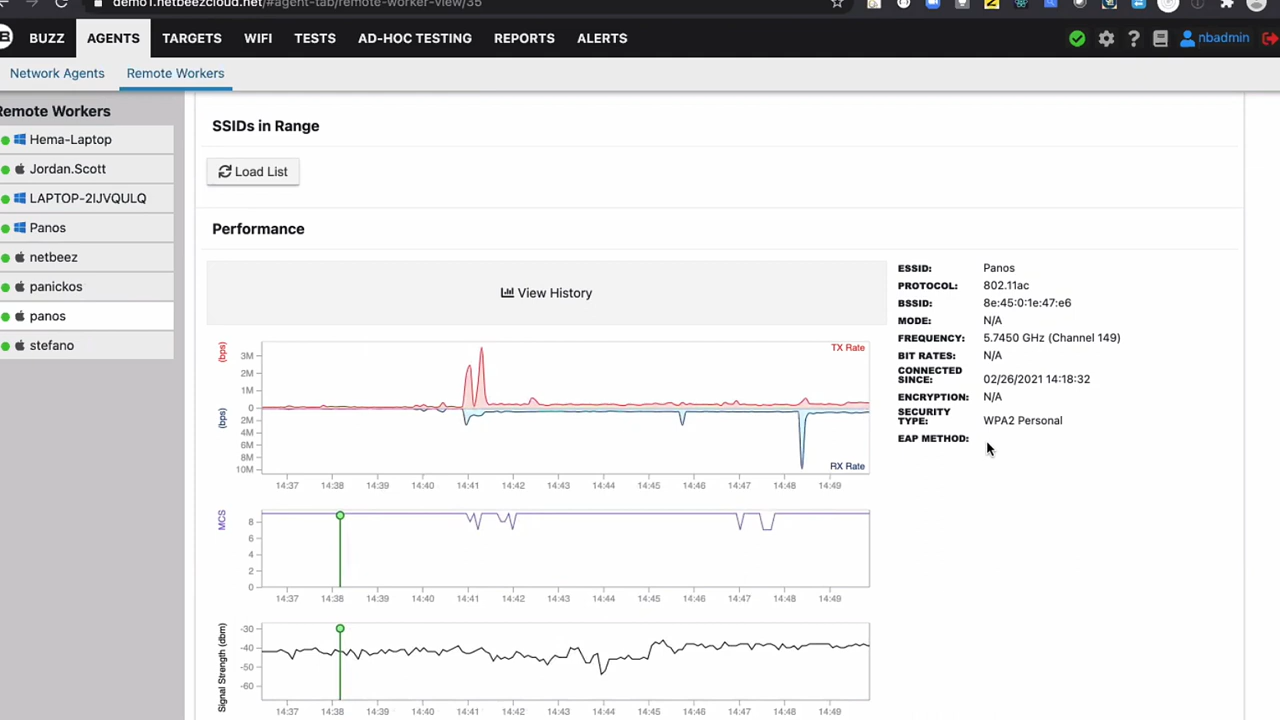 demo1.netbeezcloud.net/#agent-tab/remote-worker-view/35
BUZZ AGENTS TARGETS WIFI TESTS AD-HOC TESTING REPORTS ALERTS nbadmin
Network Agents Remote Workers
Remote Workers
Hema-Laptop
Jordan.Scott
LAPTOP-2IJVQULQ
Panos
netbeez
panickos
panos
stefano
SSIDs in Range
Load List
Performance
View History
(bps)
TX Rate
3M
2M
1M
0
(bps)
2M
4M
6M
8M
10M
RX Rate
14:37 14:38 14:39 14:40 14:41 14:42 14:43 14:44 14:45 14:46 14:47 14:48 14:49
MCS
8
6
4
2
0
14:37 14:38 14:39 14:40 14:41 14:42 14:43 14:44 14:45 14:46 14:47 14:48 14:49
Signal Strength (dbm)
-30
-40
-50
-60
14:37 14:38 14:39 14:40 14:41 14:42 14:43 14:44 14:45 14:46 14:47 14:48 14:49
ESSID: Panos
PROTOCOL: 802.11ac
BSSID: 8e:45:0:1e:47:e6
MODE: N/A
FREQUENCY: 5.7450 GHz (Channel 149)
BIT RATES: N/A
CONNECTED
SINCE: 02/26/2021 14:18:32
ENCRYPTION: N/A
SECURITY
TYPE: WPA2 Personal
EAP METHOD: